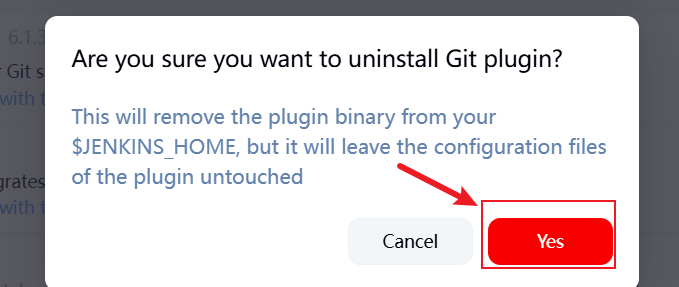 6.1.3
Are you sure you want to uninstall Git plugin?
Git s
with t
This will remove the plugin binary from your
$JENKINS_HOME, but it will leave the configuration files
of the plugin untouched
grates
with t
Cancel
Yes